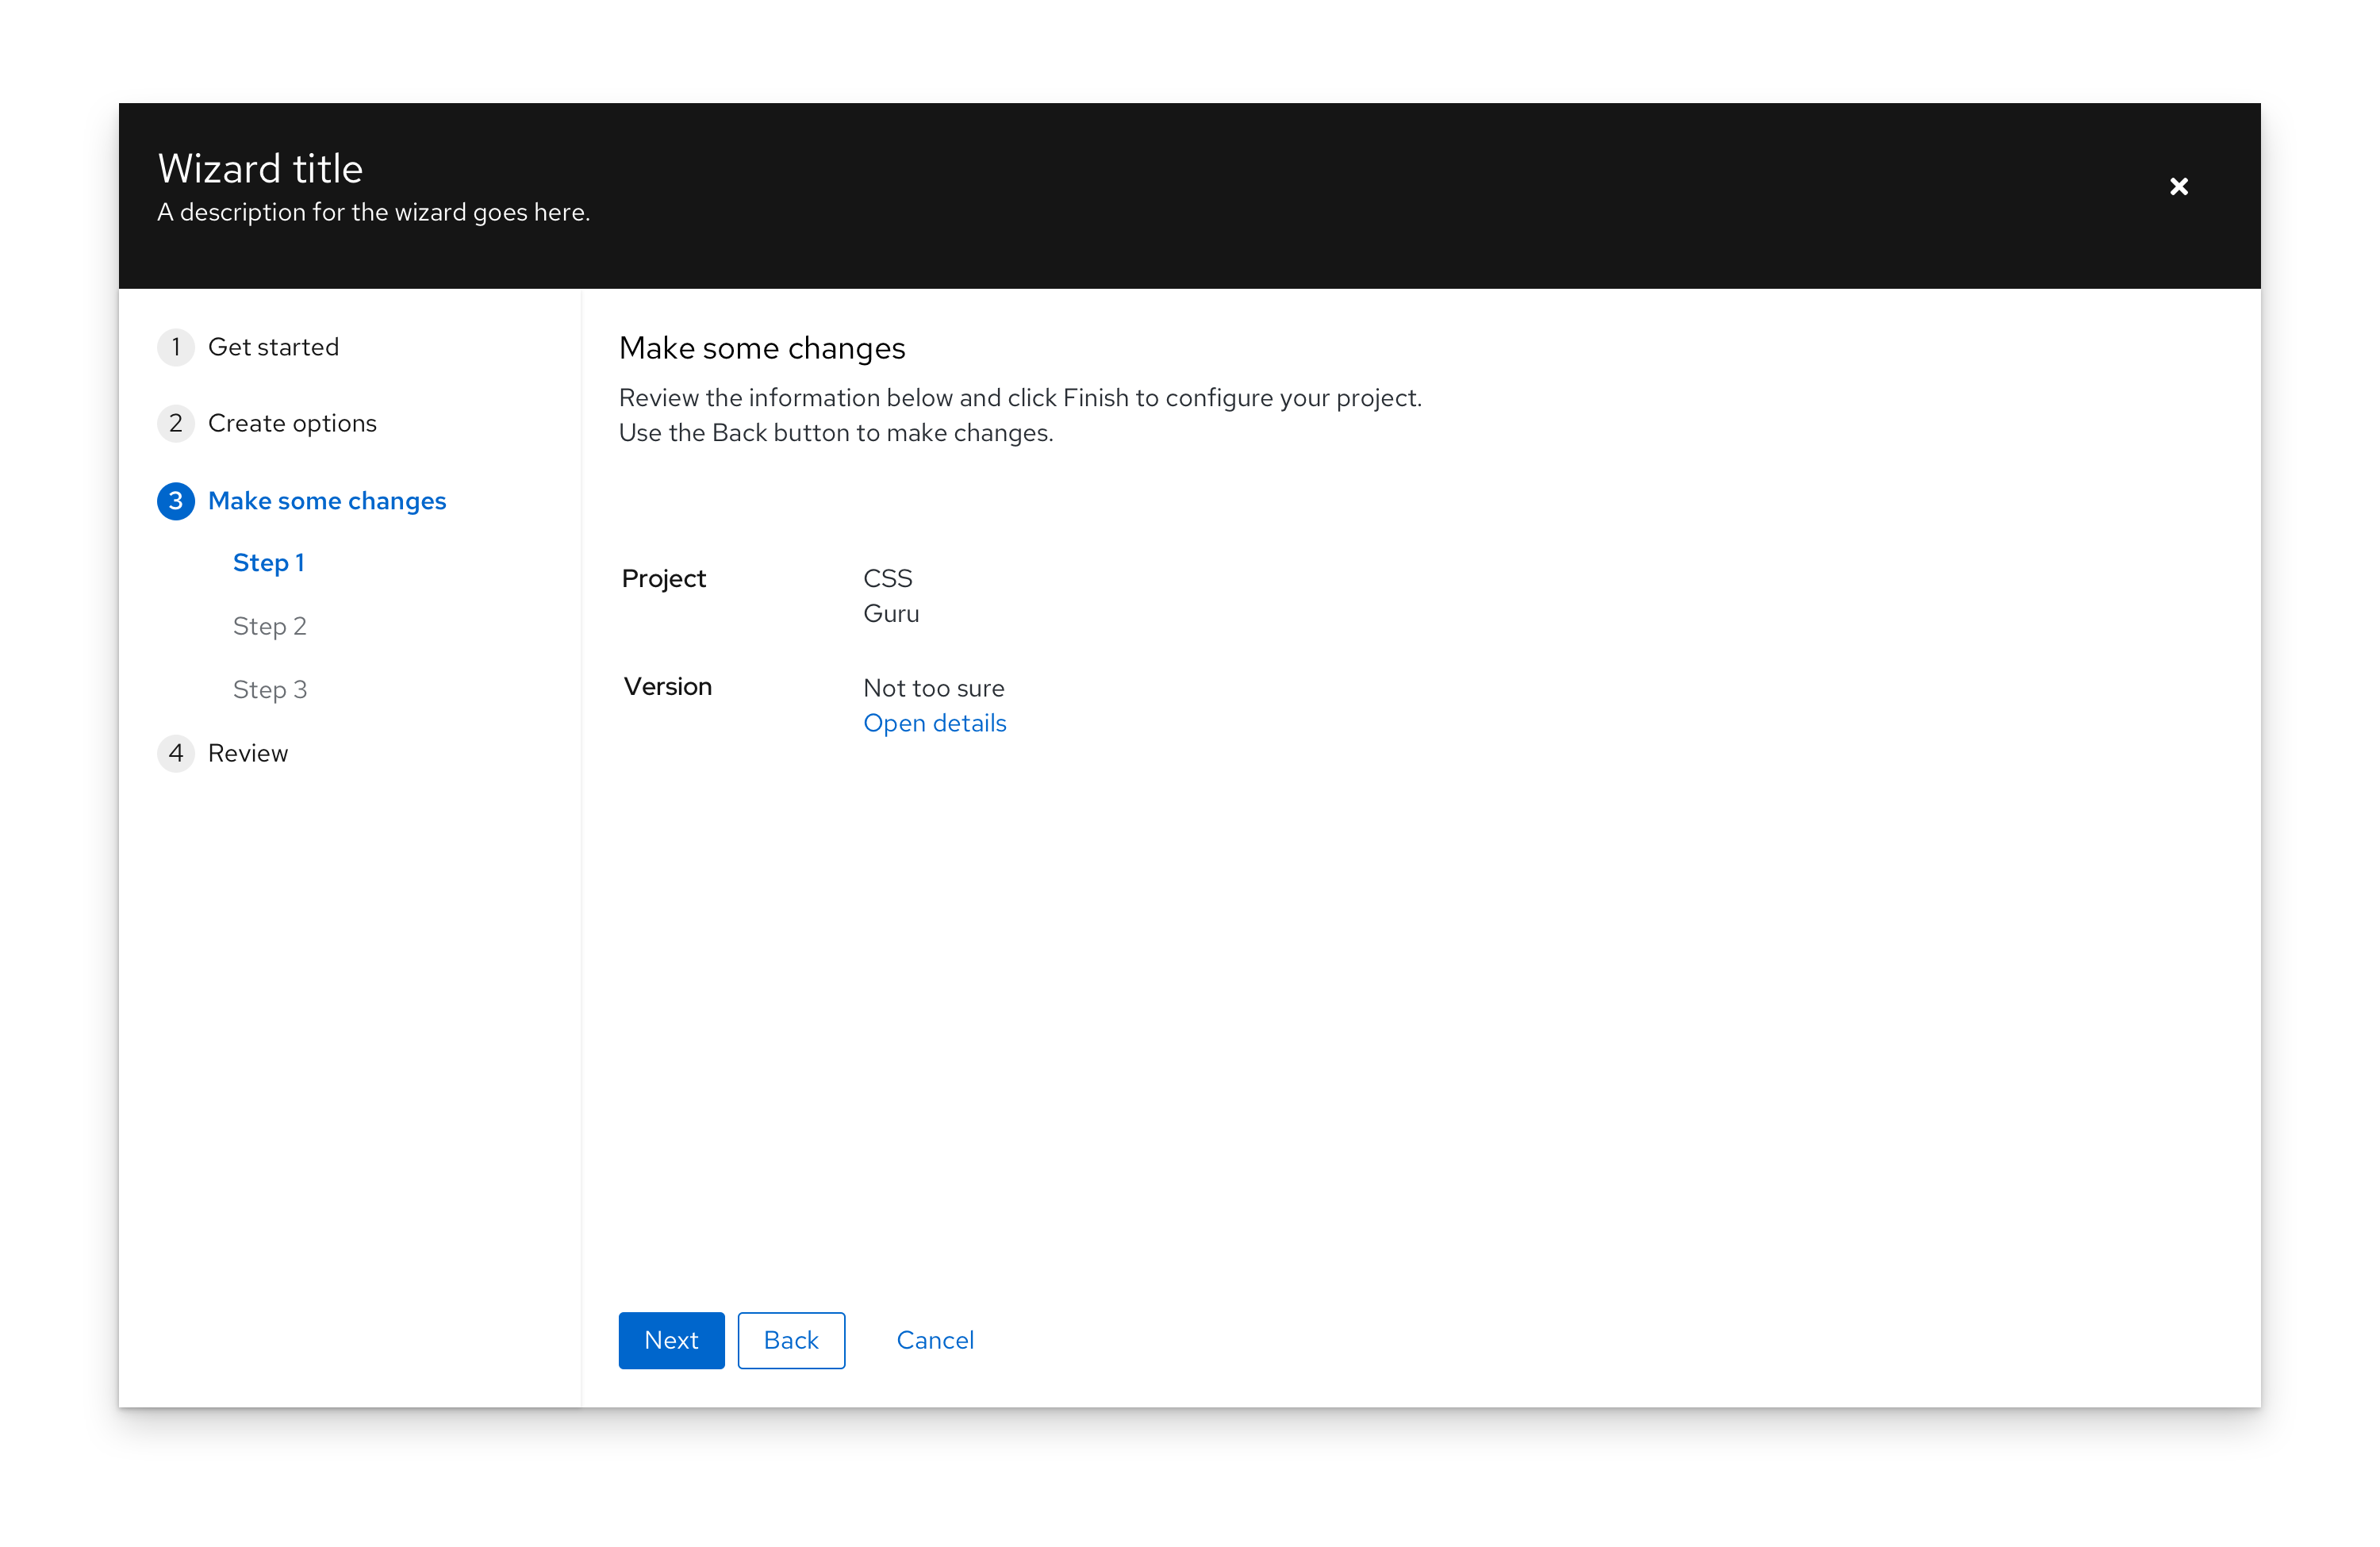 Wizard title
A description for the wizard goes here.
1 Get started
2 Create options
3 Make some changes
Step 1
Step 2
Step 3
4 Review
Make some changes
Review the information below and click Finish to configure your project.
Use the Back button to make changes.
Project CSS
Guru
Version Not too sure
Open details
Next Back Cancel